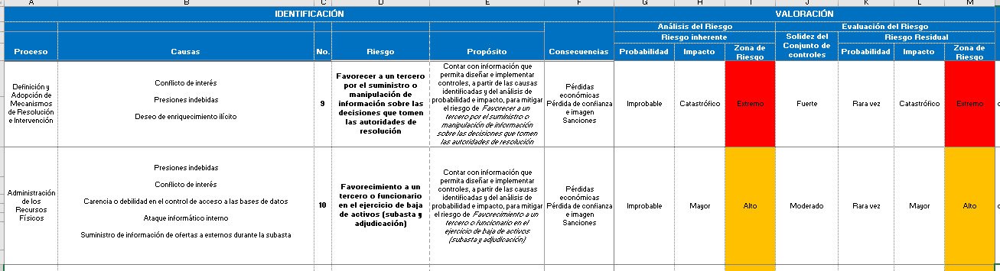 A B C D E F G H I J K L M
IDENTIFICACIÓN VALORACIÓN
Análisis del Riesgo Evaluación del Riesgo
Riesgo inherente Solidez del Conjunto de controles Riesgo Residual
Proceso Causas No. Riesgo Propósito Consecuencias Probabilidad Impacto Zona de Riesgo Probabilidad Impacto Zona de Riesgo
Definición y
Adopción de
Mecanismos
de Resolución
e Intervención
Conflicto de interés
Presiones indebidas
Deseo de enriquecimiento ilícito
9
Favorecer a un tercero
por el suministro o
manipulación de
información sobre las
decisiones que tomen
las autoridades de
resolución
Contar con información que
permita diseñar e implementar
controles, a partir de las causas
identificadas y del análisis de
probabilidad e impacto, para mitigar
el riesgo de Favorecer a un
tercero por el suministro o
manipulación de información
sobre las decisiones que tomen
las autoridades de resolución
Pérdidas
económicas
Pérdida de confianza
e imagen
Sanciones
Improbable
Catastrófico
Extremo
Fuerte
Rara vez
Catastrófico
Extremo
Administración
de los
Recursos
Físicos
Presiones indebidas
Conflicto de interés
Carencia o debilidad en el control de acceso a las bases de datos
Ataque informático interno
Suministro de información de ofertas a externos durante la subasta
10
Favorecimiento a un
tercero o funcionario
en el ejercicio de baja
de activos (subasta y
adjudicación)
Contar con información que
permita diseñar e implementar
controles, a partir de las causas
identificadas y del análisis de
probabilidad e impacto, para mitigar
el riesgo de Favorecimiento a un
tercero o funcionario en el
ejercicio de baja de activos
(subasta y adjudicación)
Pérdidas
económicas
Pérdida de confianza
e imagen
Sanciones
Improbable
Mayor
Alto
Moderado
Rara vez
Mayor
Alto